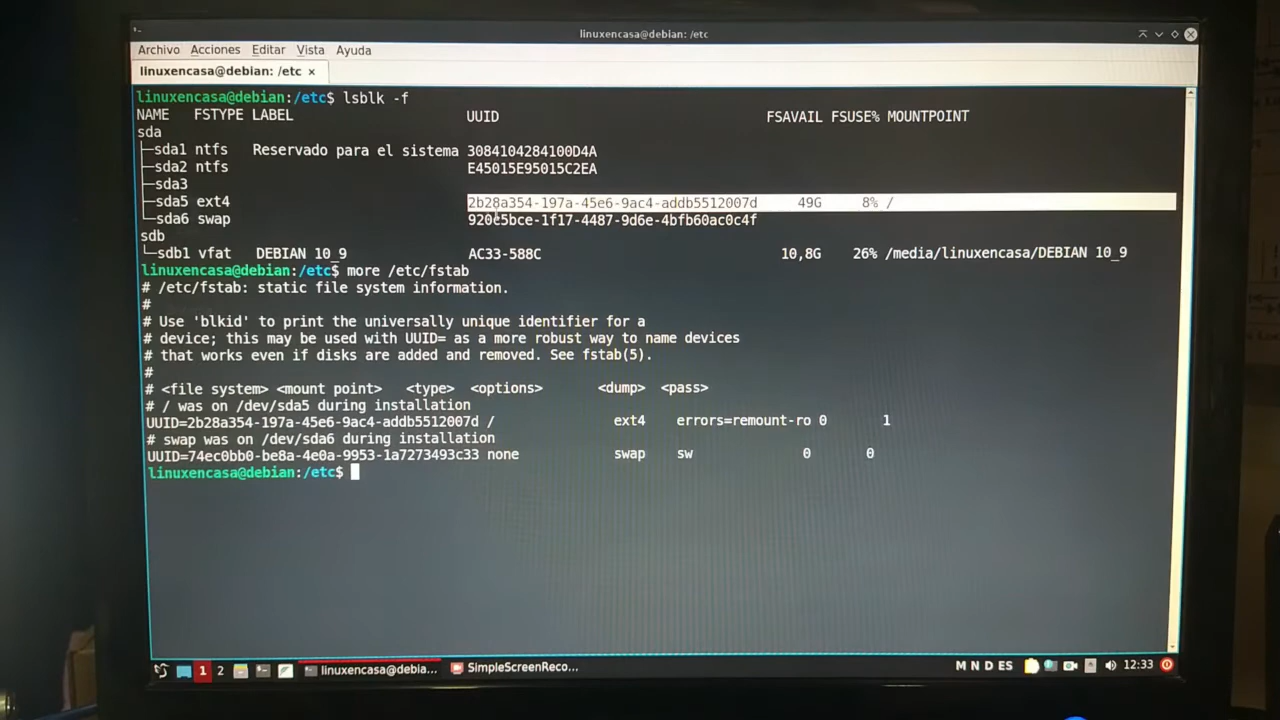 linuxencasa@debian: /etc
Archivo Acciones Editar Vista Ayuda
linuxencasa@debian: /etc ×
linuxencasa@debian:/etc$ lsblk -f
NAME FSTYPE LABEL UUID FSAVAIL FSUSE% MOUNTPOINT
sda
├─sda1 ntfs Reservado para el sistema 3084104284100D4A
├─sda2 ntfs E45015E95015C2EA
├─sda3
├─sda5 ext4 2b28a354-197a-45e6-9ac4-addb5512007d 49G 8% /
└─sda6 swap 920c5bce-1f17-4487-9d6e-4bfb60ac0c4f
sdb
└─sdb1 vfat DEBIAN 10_9 AC33-588C 10,8G 26% /media/linuxencasa/DEBIAN 10_9
linuxencasa@debian:/etc$ more /etc/fstab
# /etc/fstab: static file system information.
#
# Use 'blkid' to print the universally unique identifier for a
# device; this may be used with UUID= as a more robust way to name devices
# that works even if disks are added and removed. See fstab(5).
#
# <file system> <mount point> <type> <options> <dump> <pass>
# / was on /dev/sda5 during installation
UUID=2b28a354-197a-45e6-9ac4-addb5512007d / ext4 errors=remount-ro 0 1
# swap was on /dev/sda6 during installation
UUID=74ec0bb0-be8a-4e0a-9953-1a7273493c33 none swap sw 0 0
linuxencasa@debian:/etc$
1 2 linuxencasa@debia... SimpleScreenReco... M N D ES 12:33